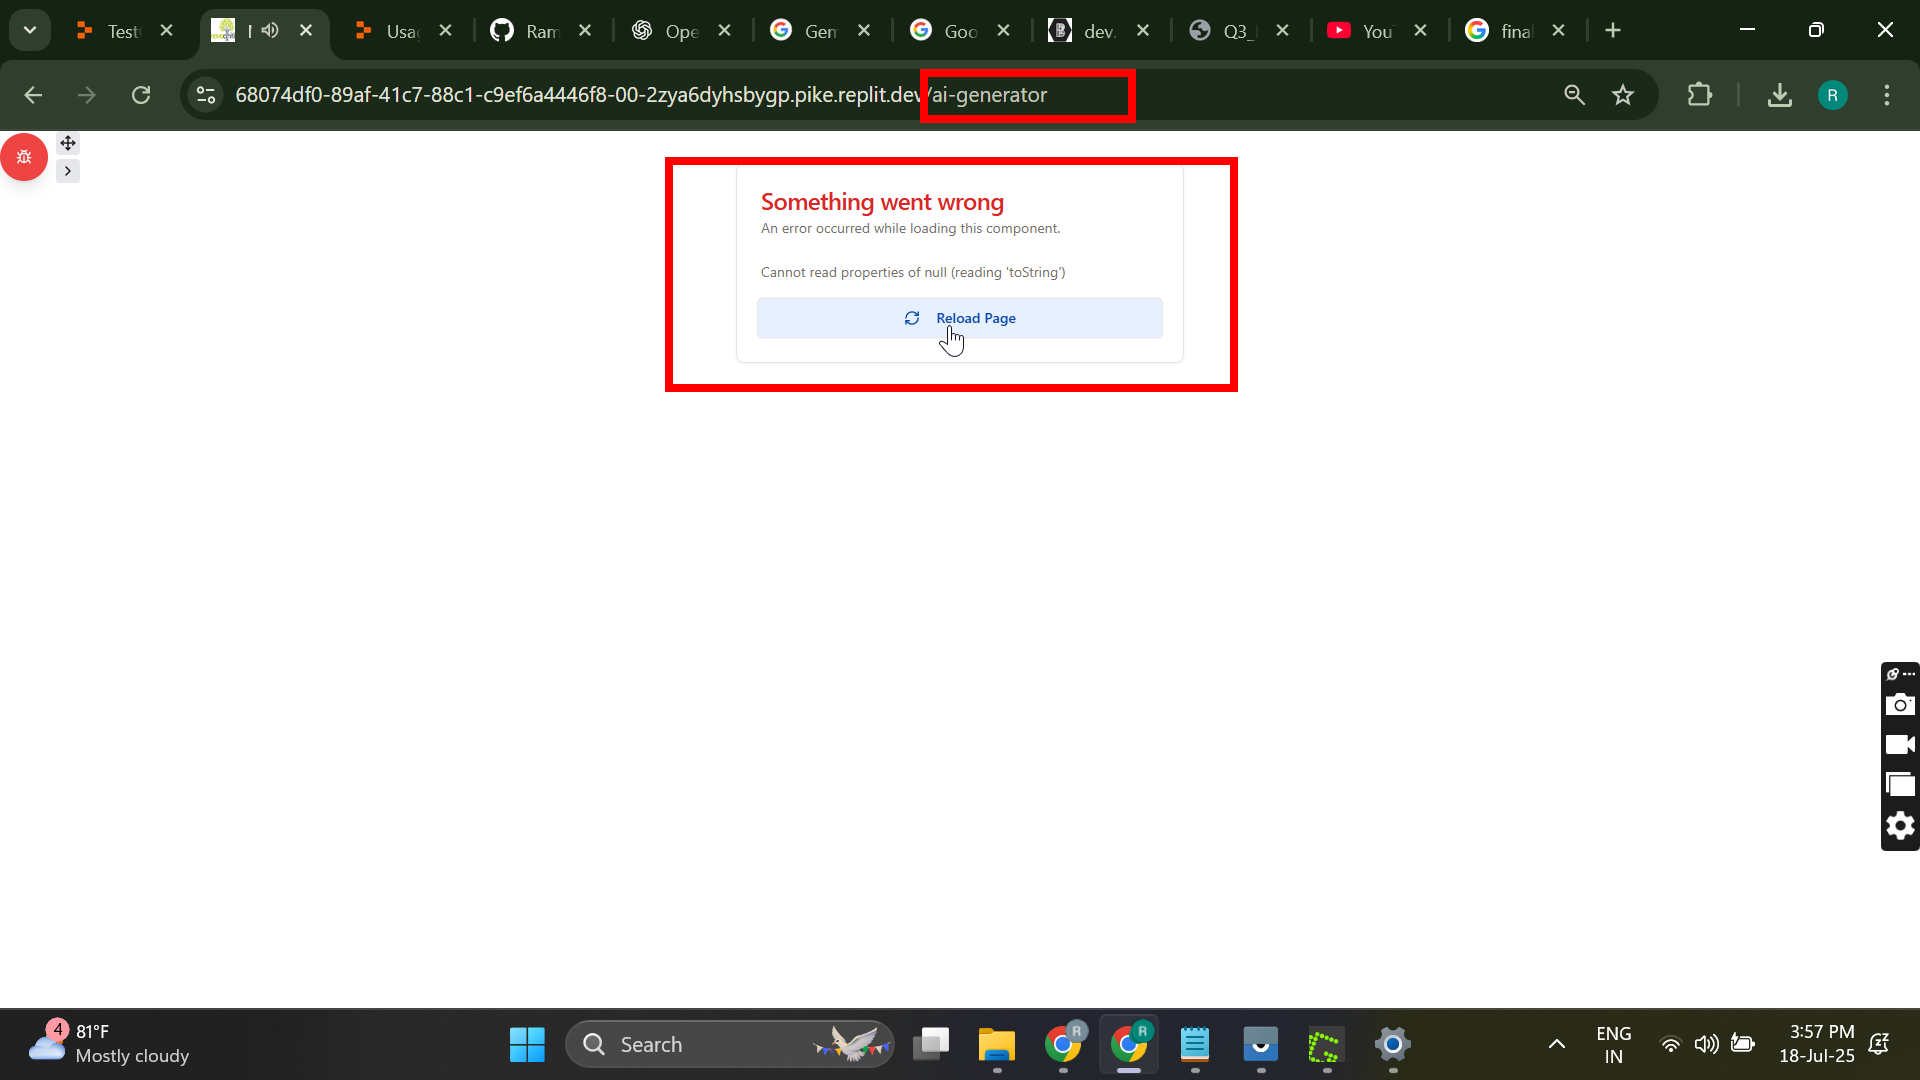 Test
Usa
Ram
Ope
Gem
Goo
dev.
Q3_
You
final
68074df0-89af-41c7-88c1-c9ef6a4446f8-00-2zya6dyhsbygp.pike.replit.dev/ai-generator
R
Something went wrong
An error occurred while loading this component.
Cannot read properties of null (reading 'toString')
Reload Page
4
81°F
Mostly cloudy
Search
R
R
ENG
IN
3:57 PM
18-Jul-25